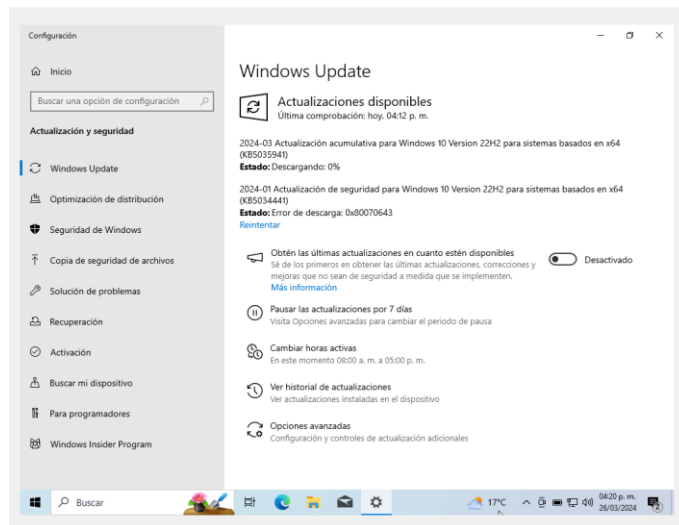 Configuración
Inicio
Buscar una opción de configuración
Actualización y seguridad
Windows Update
Optimización de distribución
Seguridad de Windows
Copia de seguridad de archivos
Solución de problemas
Recuperación
Activación
Buscar mi dispositivo
Para programadores
Windows Insider Program
Windows Update
Actualizaciones disponibles
Última comprobación: hoy, 04:12 p. m.
2024-03 Actualización acumulativa para Windows 10 Version 22H2 para sistemas basados en x64
(KB5035941)
Estado: Descargando: 0%
2024-01 Actualización de seguridad para Windows 10 Version 22H2 para sistemas basados en x64
(KB5034441)
Estado: Error de descarga: 0x80070643
Reintentar
Obtén las últimas actualizaciones en cuanto estén disponibles
Sé de los primeros en obtener las últimas actualizaciones, correcciones y
mejoras que no sean de seguridad a medida que se implementen.
Más información
Desactivado
Pausar las actualizaciones por 7 días
Visita Opciones avanzadas para cambiar el periodo de pausa
Cambiar horas activas
En este momento 08:00 a. m. a 05:00 p. m.
Ver historial de actualizaciones
Ver actualizaciones instaladas en el dispositivo
Opciones avanzadas
Configuración y controles de actualización adicionales
Buscar
17°C
04:20 p. m.
26/03/2024
2